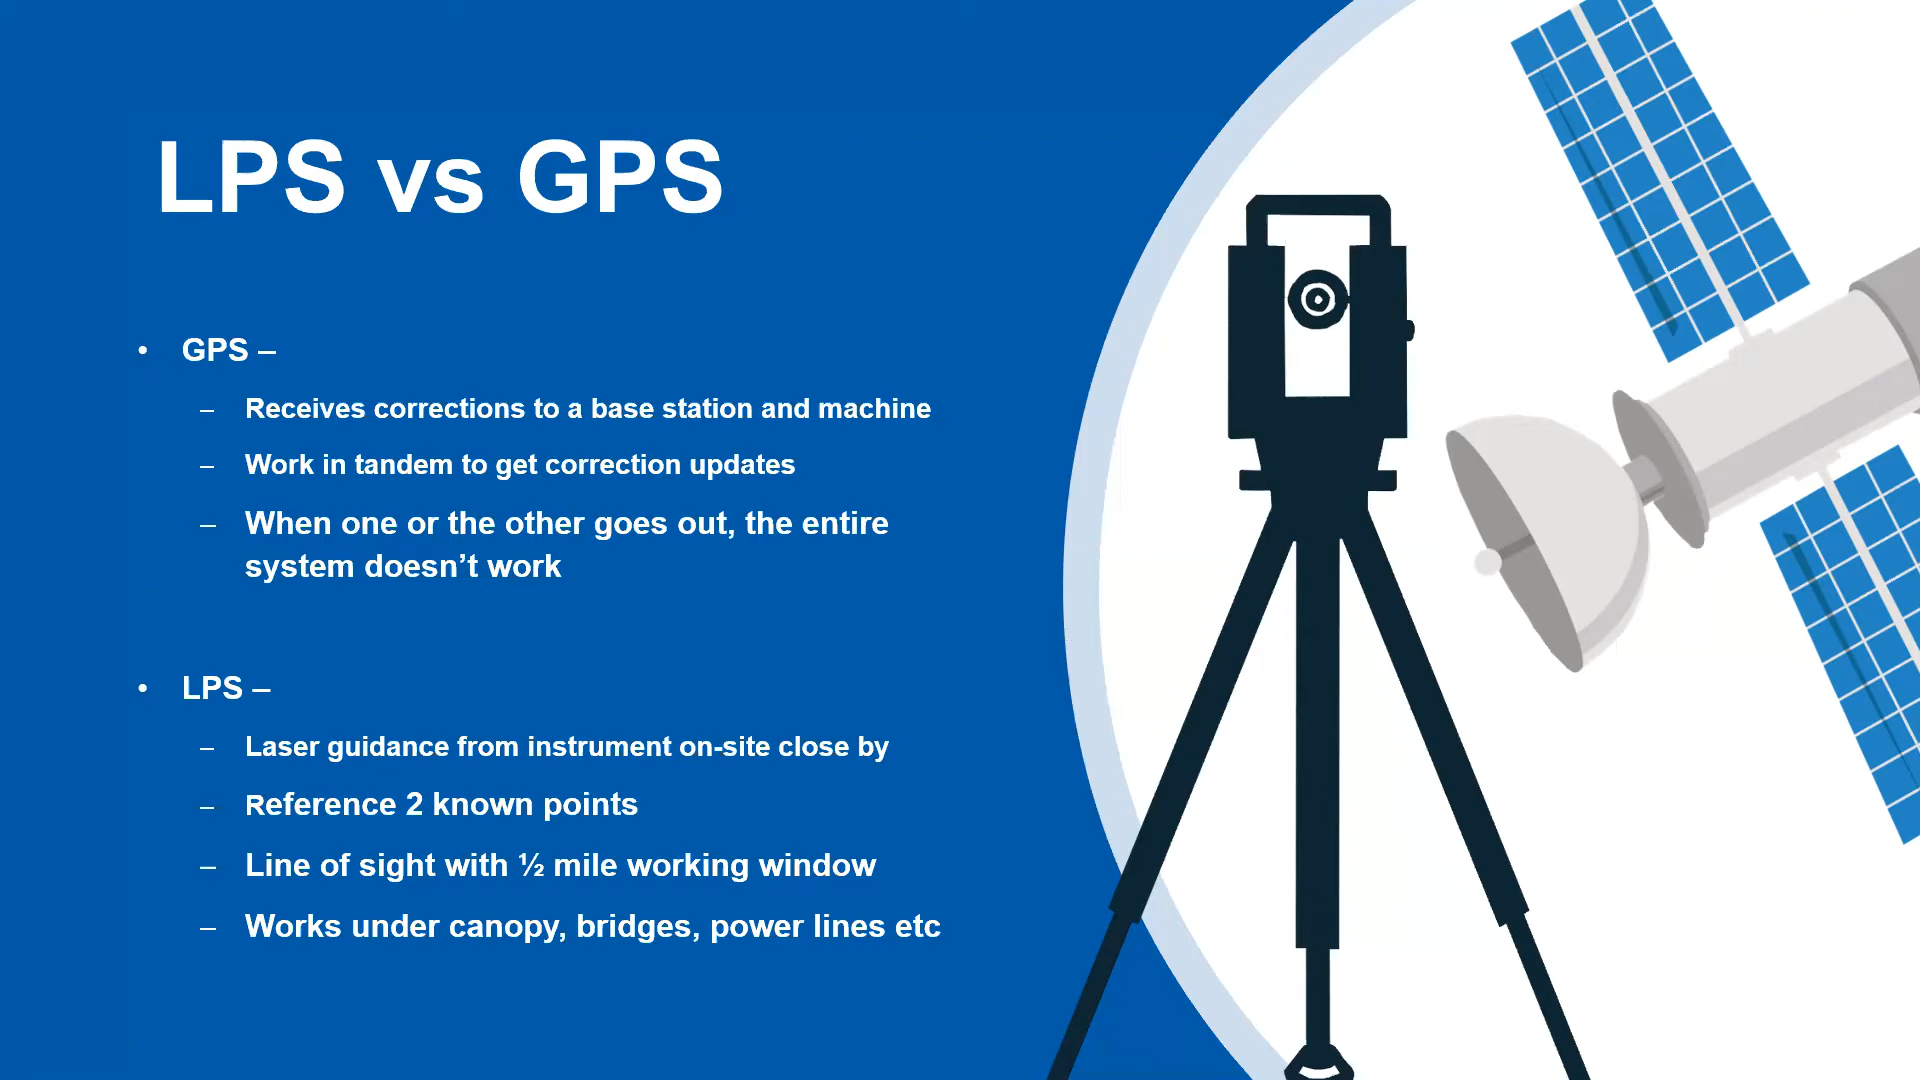 LPS vs GPS
• GPS –
– Receives corrections to a base station and machine
– Work in tandem to get correction updates
– When one or the other goes out, the entire
system doesn’t work
• LPS –
– Laser guidance from instrument on-site close by
– Reference 2 known points
– Line of sight with ½ mile working window
– Works under canopy, bridges, power lines etc